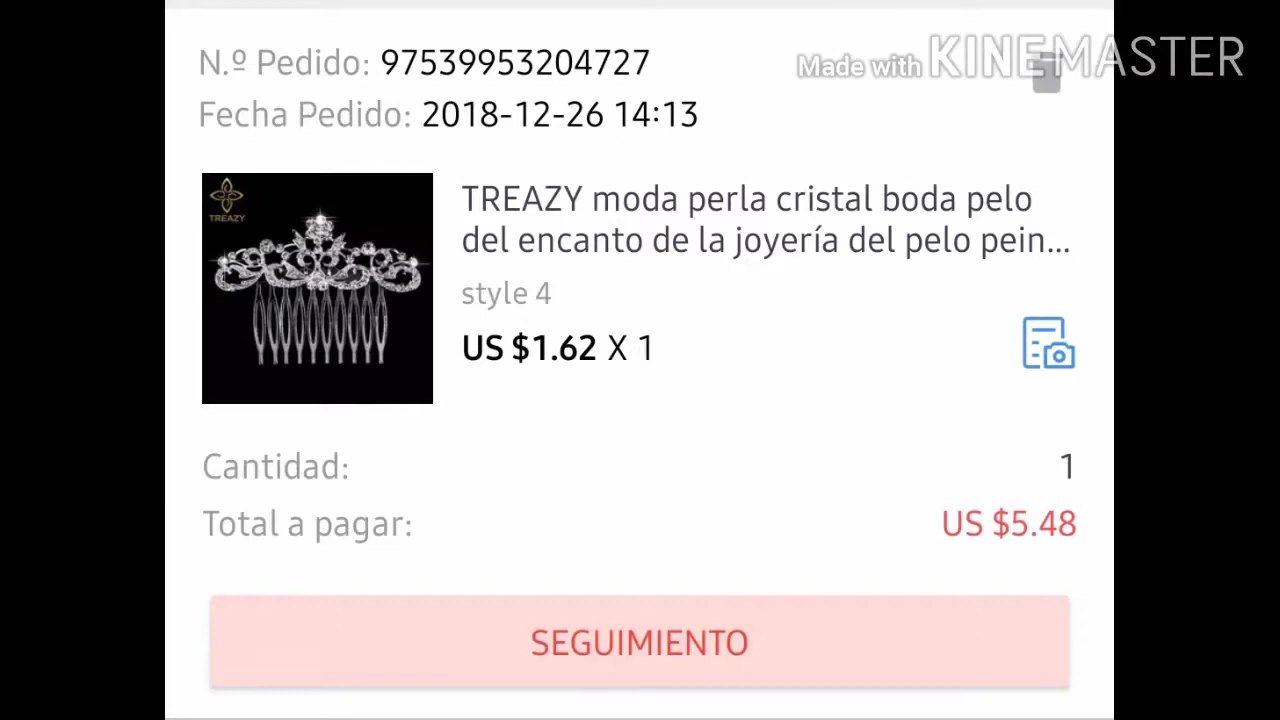 N.º Pedido: 97539953204727
Made with KINEMASTER
Fecha Pedido: 2018-12-26 14:13
TREAZY
TREAZY moda perla cristal boda pelo
del encanto de la joyería del pelo pein...
style 4
US $1.62 X 1
Cantidad: 1
Total a pagar: US $5.48
SEGUIMIENTO